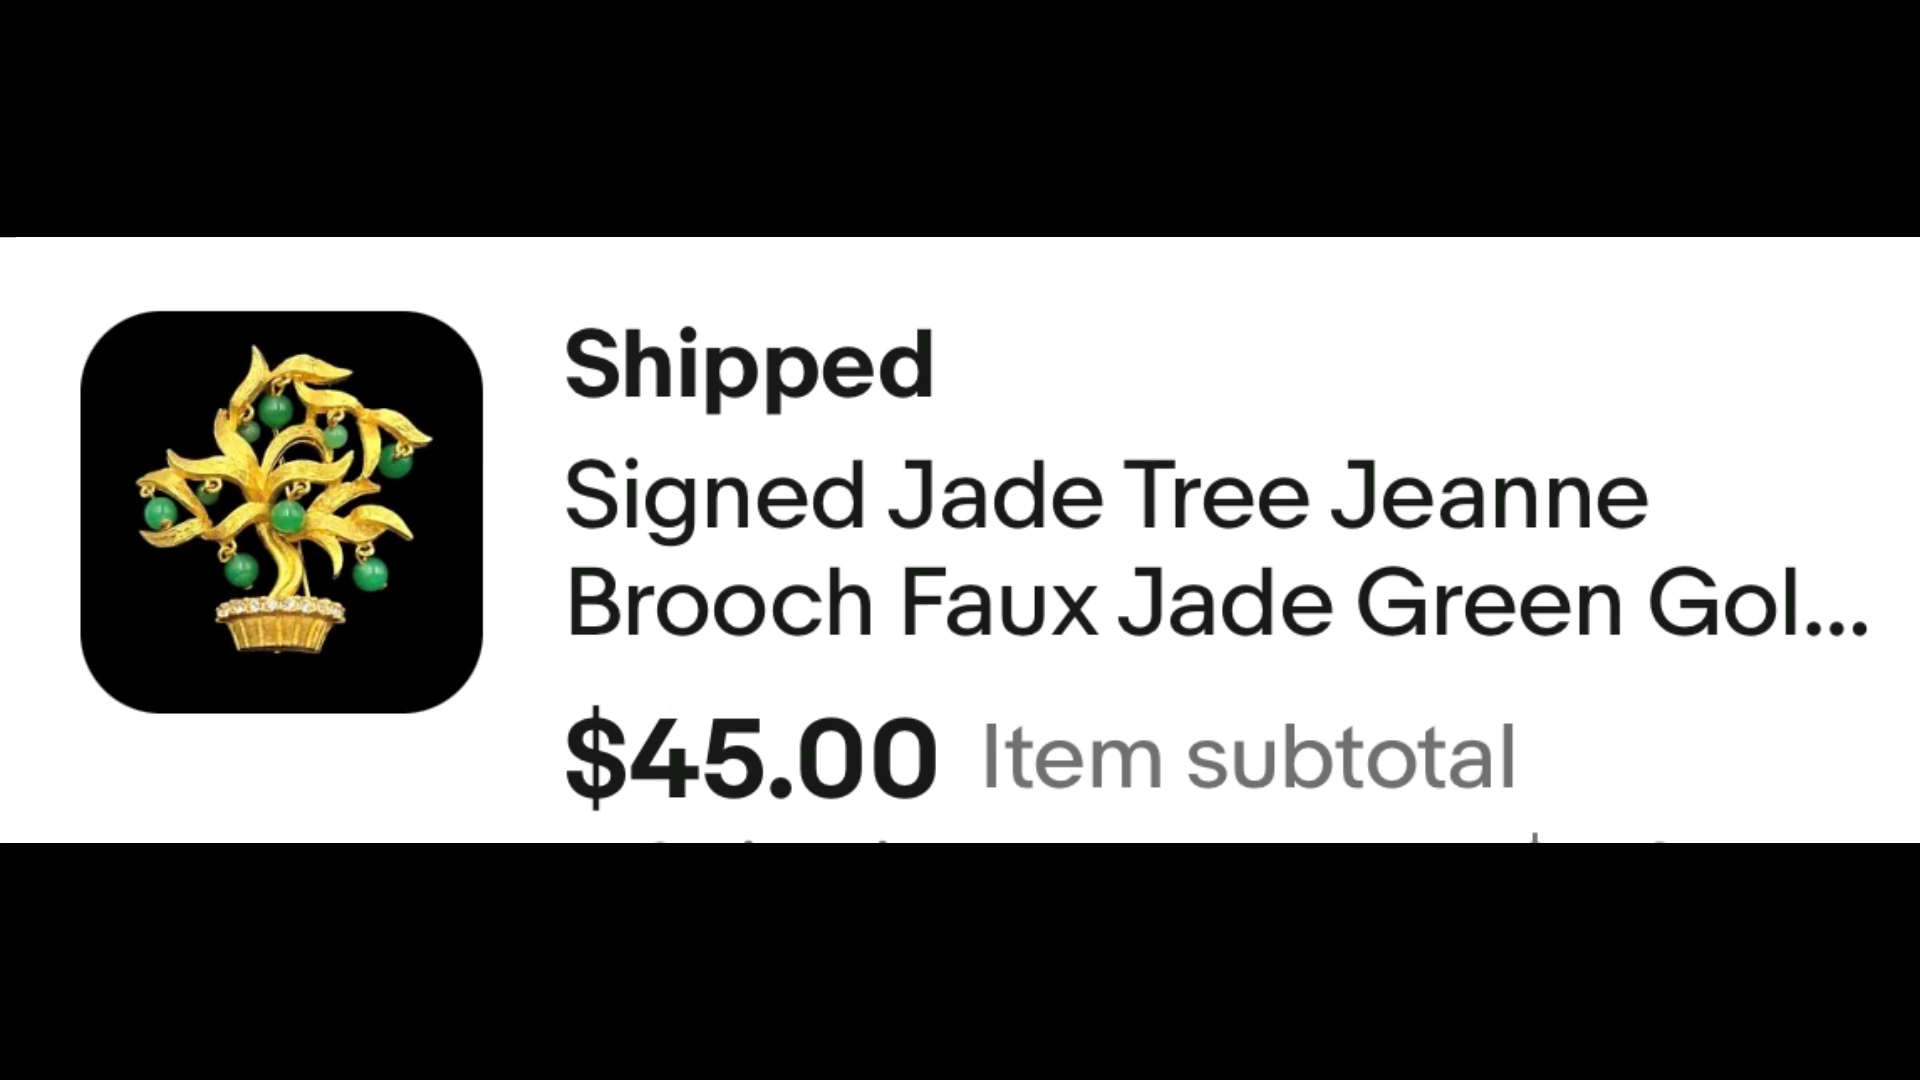 Shipped
Signed Jade Tree Jeanne
Brooch Faux Jade Green Gol...
$45.00 Item subtotal